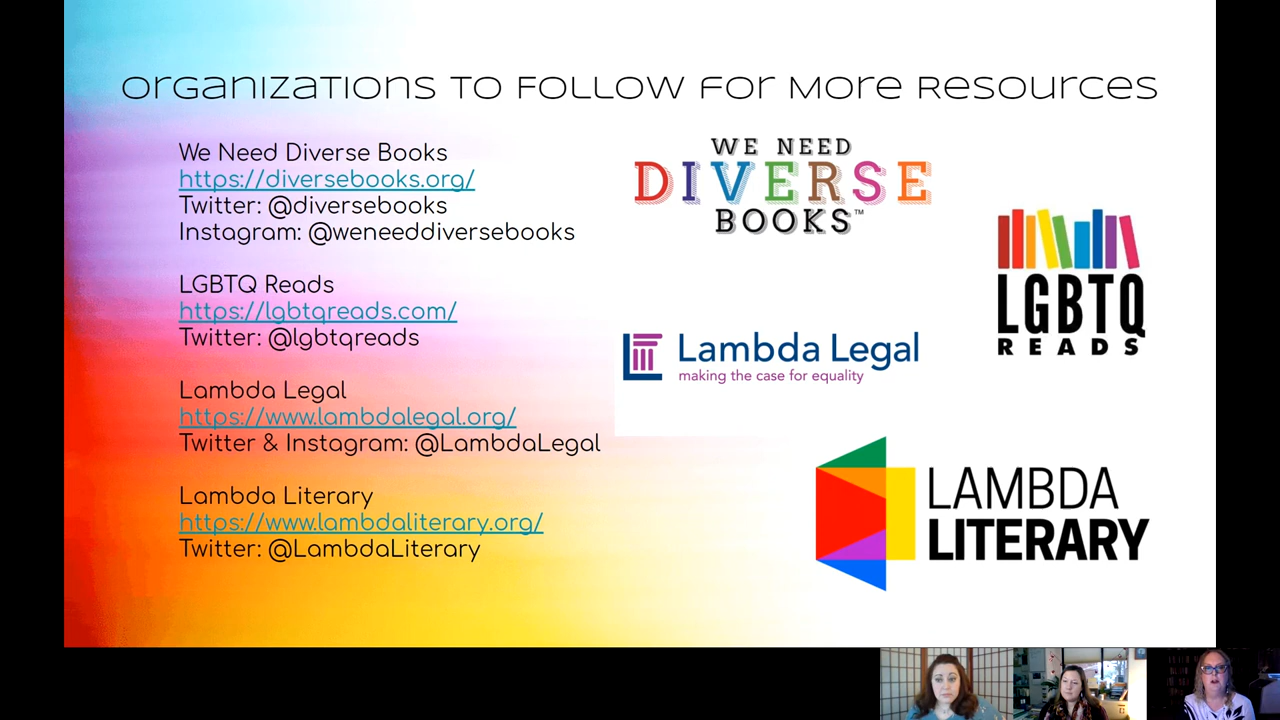 Organizations to Follow for More Resources
We Need Diverse Books
https://diversebooks.org/
Twitter: @diversebooks
Instagram: @weneeddiversebooks
LGBTQ Reads
https://lgbtqreads.com/
Twitter: @lgbtqreads
Lambda Legal
https://www.lambdalegal.org/
Twitter & Instagram: @LambdaLegal
Lambda Literary
https://www.lambdaliterary.org/
Twitter: @LambdaLiterary
WE NEED
DIVERSE
BOOKS™
LGBTQ
READS
Lambda Legal
making the case for equality
LAMBDA
LITERARY